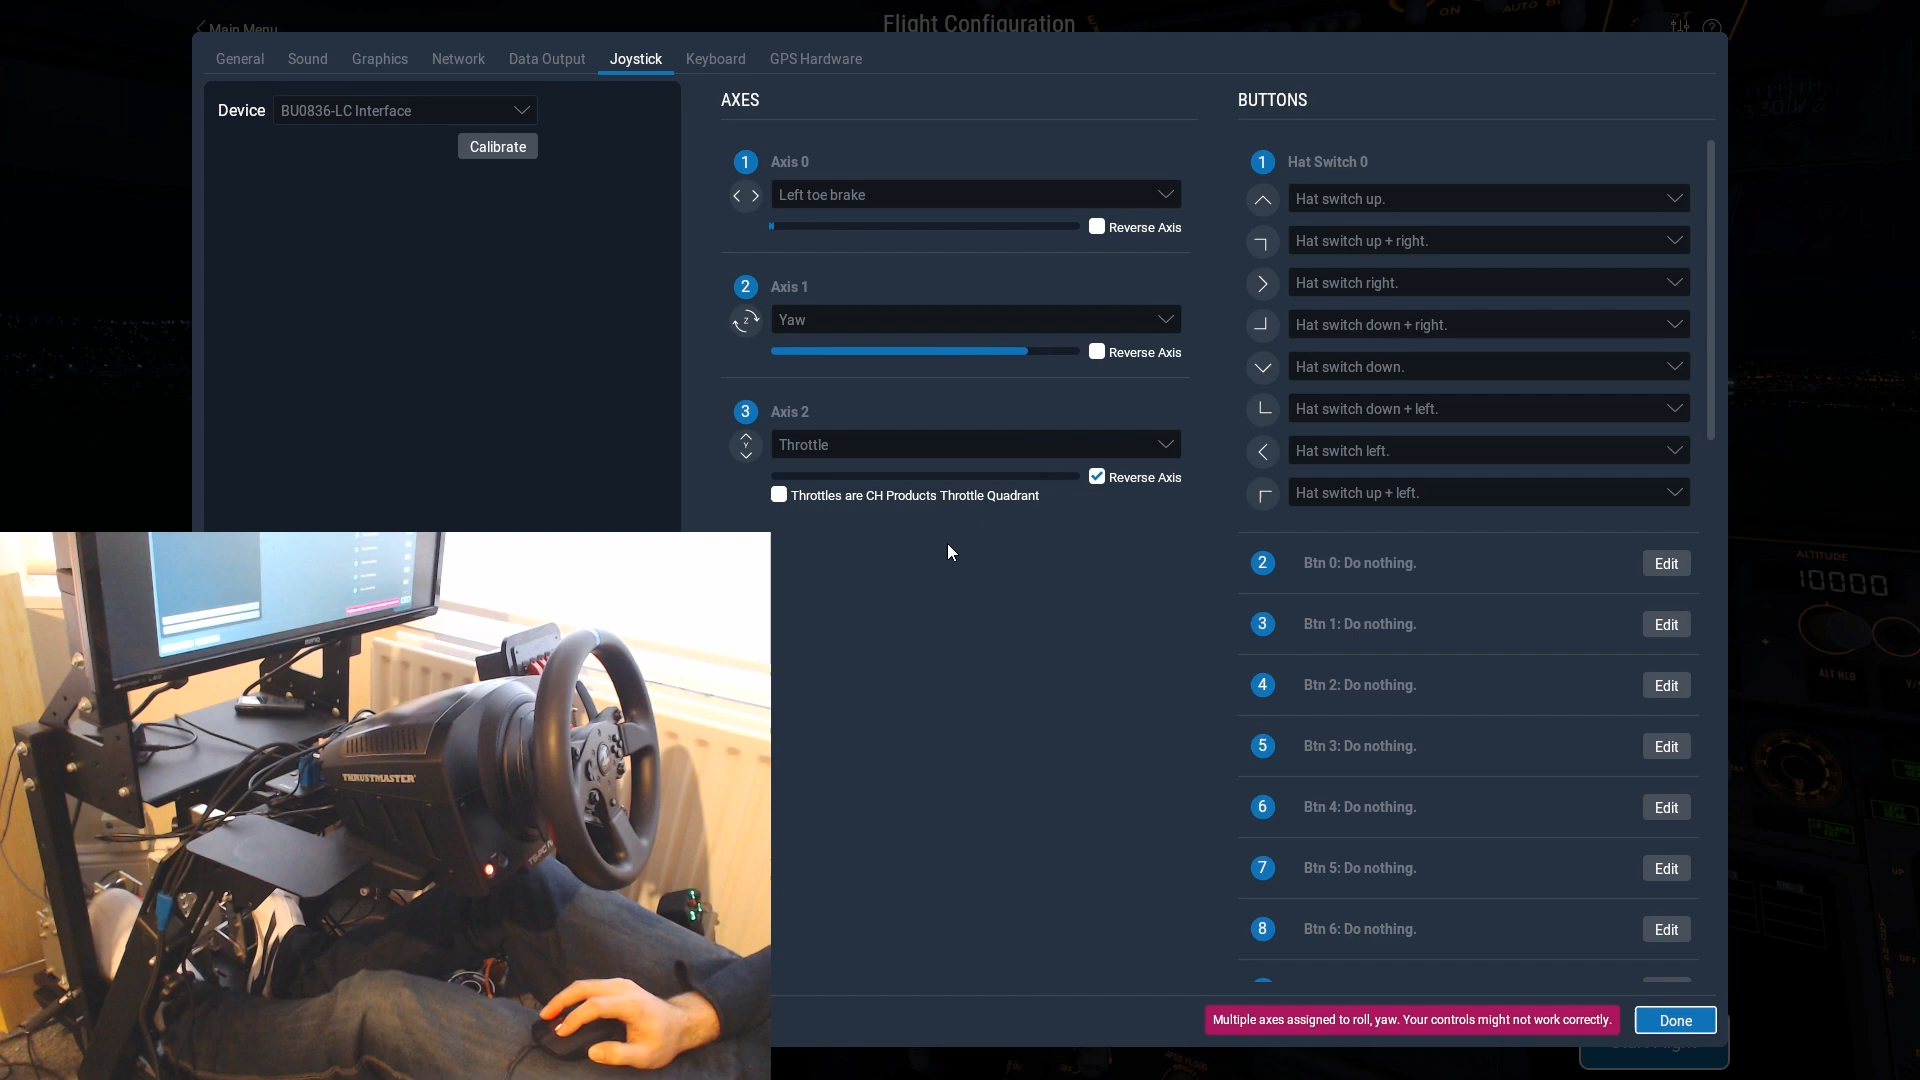 Main Menu
Flight Configuration
ON
General
Sound
Graphics
Network
Data Output
Joystick
Keyboard
GPS Hardware
Device
BU0836-LC Interface
Calibrate
AXES
1
Axis 0
Left toe brake
Reverse Axis
2
Axis 1
Z
Yaw
Reverse Axis
3
Axis 2
Y
Throttle
Reverse Axis
Throttles are CH Products Throttle Quadrant
BUTTONS
1
Hat Switch 0
Hat switch up.
Hat switch up + right.
Hat switch right.
Hat switch down + right.
Hat switch down.
Hat switch down + left.
Hat switch left.
Hat switch up + left.
2
Btn 0: Do nothing.
Edit
3
Btn 1: Do nothing.
Edit
4
Btn 2: Do nothing.
Edit
5
Btn 3: Do nothing.
Edit
6
Btn 4: Do nothing.
Edit
7
Btn 5: Do nothing.
Edit
8
Btn 6: Do nothing.
Edit
Multiple axes assigned to roll, yaw. Your controls might not work correctly.
Done
ALTITUDE
10000
ALT HLD
THRUSTMASTER